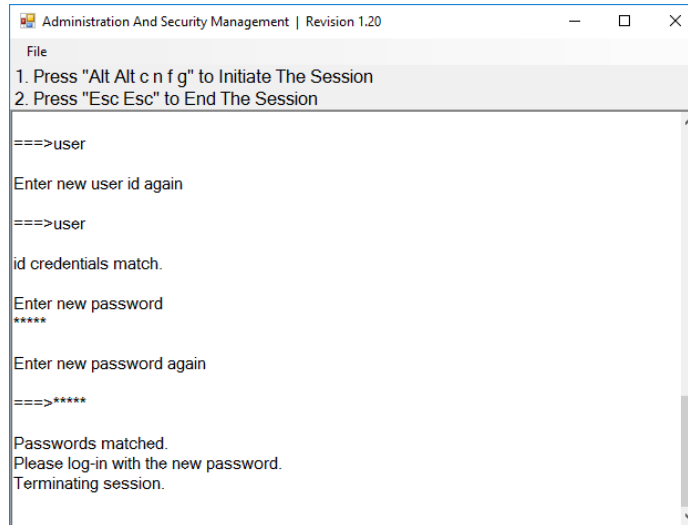 Administration And Security Management | Revision 1.20
File
1. Press "Alt Alt c n f g" to Initiate The Session
2. Press "Esc Esc" to End The Session
===>user
Enter new user id again
===>user
id credentials match.
Enter new password
*****
Enter new password again
===>*****
Passwords matched.
Please log-in with the new password.
Terminating session.